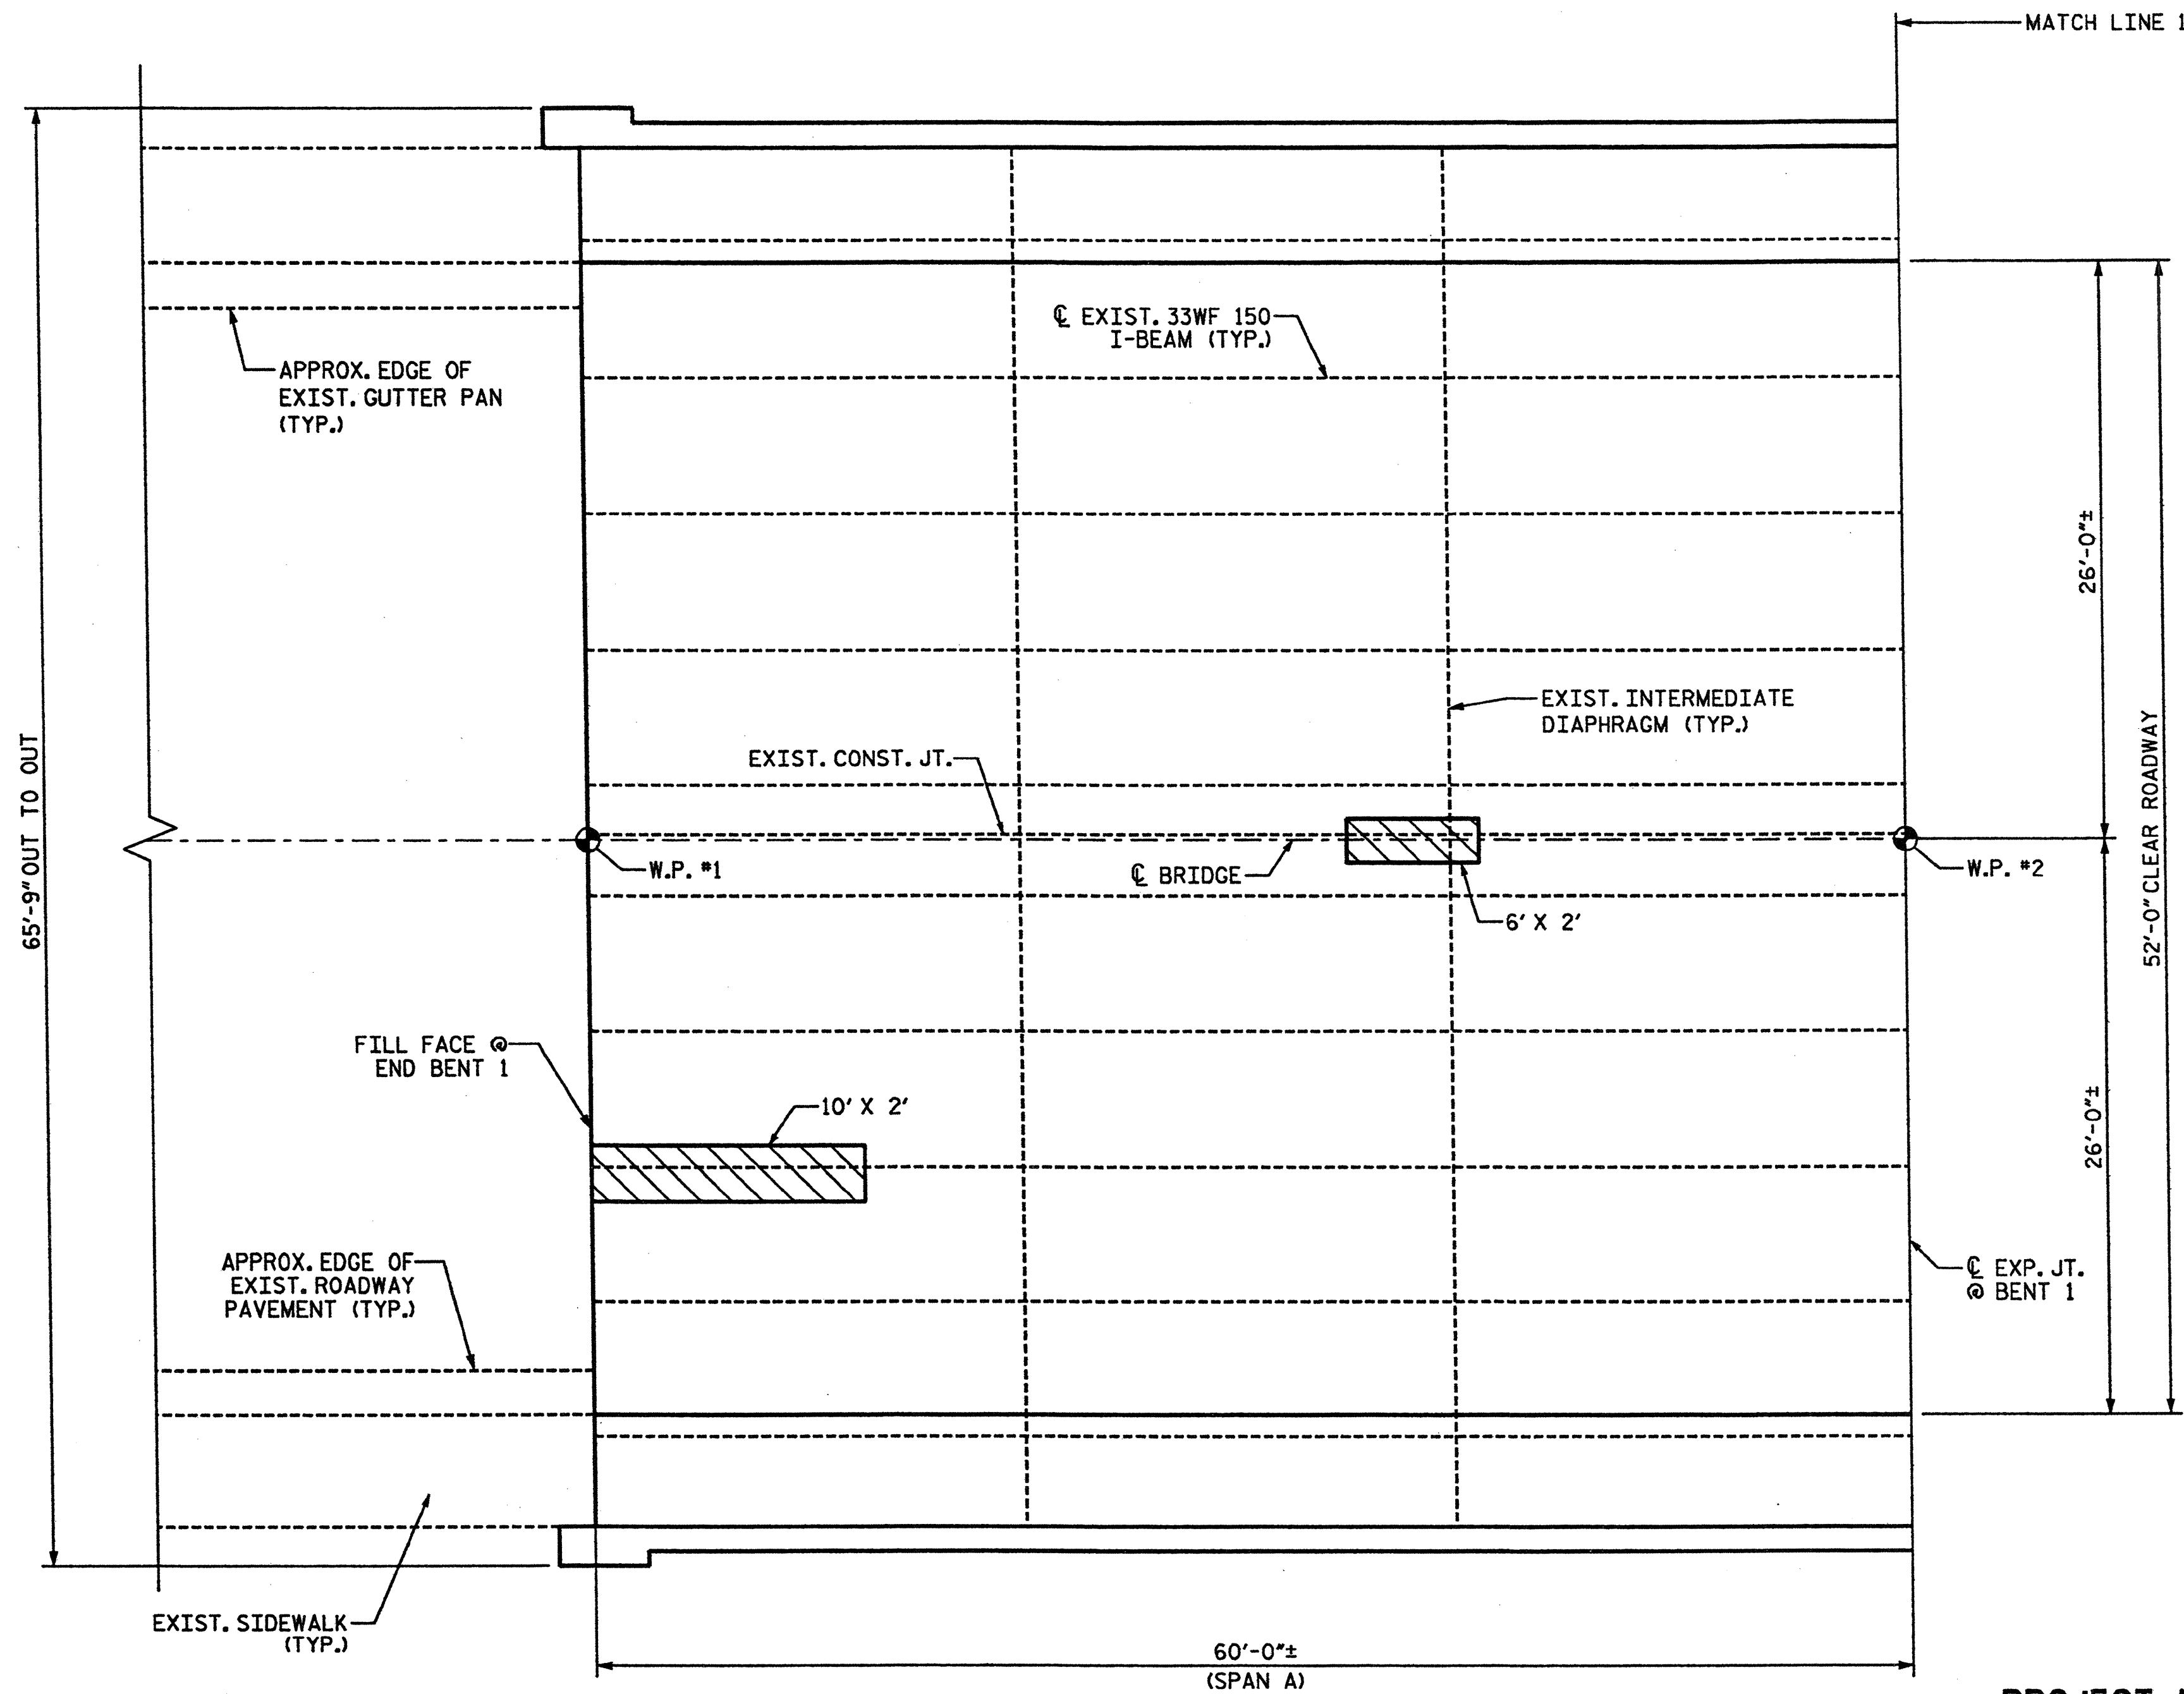 MATCH LINE 1
℄ EXIST. 33WF 150
I-BEAM (TYP.)
APPROX. EDGE OF
EXIST. GUTTER PAN
(TYP.)
26'-0"±
EXIST. INTERMEDIATE
DIAPHRAGM (TYP.)
65'-9" OUT TO OUT
52'-0" CLEAR ROADWAY
EXIST. CONST. JT.
W.P. #1
℄ BRIDGE
W.P. #2
6' X 2'
FILL FACE @
END BENT 1
10' X 2'
26'-0"±
APPROX. EDGE OF
EXIST. ROADWAY
PAVEMENT (TYP.)
℄ EXP. JT.
@ BENT 1
EXIST. SIDEWALK
(TYP.)
60'-0"±
(SPAN A)